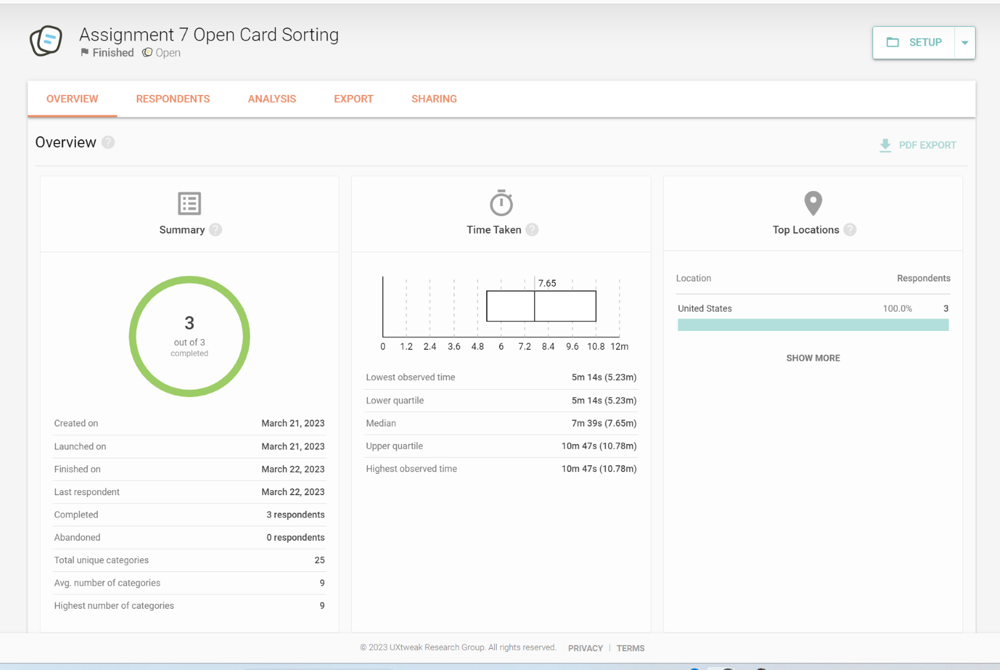 Assignment 7 Open Card Sorting
Finished Open
SETUP
OVERVIEW RESPONDENTS ANALYSIS EXPORT SHARING
Overview ?
PDF EXPORT
Summary ?
3
out of 3
completed
Created on March 21, 2023
Launched on March 21, 2023
Finished on March 22, 2023
Last respondent March 22, 2023
Completed 3 respondents
Abandoned 0 respondents
Total unique categories 25
Avg. number of categories 9
Highest number of categories 9
Time Taken ?
7.65
0 1.2 2.4 3.6 4.8 6 7.2 8.4 9.6 10.8 12m
Lowest observed time 5m 14s (5.23m)
Lower quartile 5m 14s (5.23m)
Median 7m 39s (7.65m)
Upper quartile 10m 47s (10.78m)
Highest observed time 10m 47s (10.78m)
Top Locations ?
Location Respondents
United States 100.0% 3
SHOW MORE
© 2023 UXtweak Research Group. All rights reserved. PRIVACY | TERMS